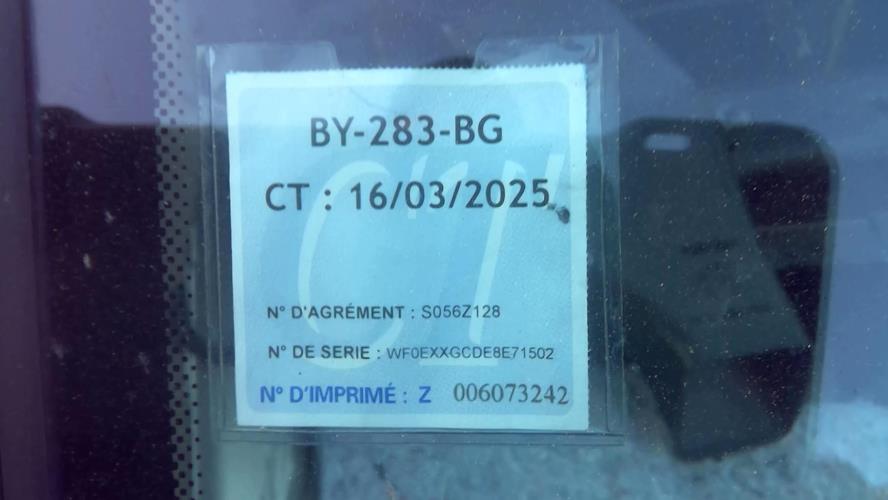 BY-283-BG
CT : 16/03/2025
N° D'AGRÉMENT : S056Z128
N° DE SERIE : WF0EXXGCDE8E71502
N° D'IMPRIMÉ : Z 006073242